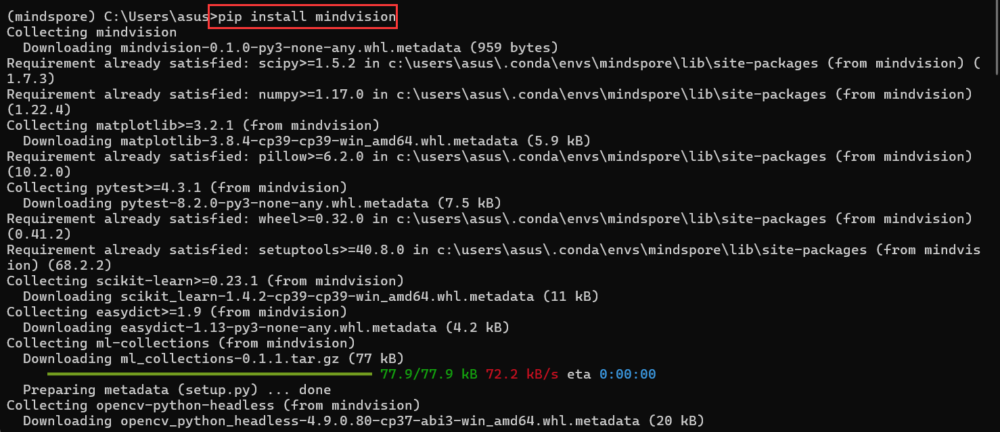 (mindspore) C:\Users\asus>pip install mindvision
Collecting mindvision
  Downloading mindvision-0.1.0-py3-none-any.whl.metadata (959 bytes)
Requirement already satisfied: scipy>=1.5.2 in c:\users\asus\.conda\envs\mindspore\lib\site-packages (from mindvision) (
1.7.3)
Requirement already satisfied: numpy>=1.17.0 in c:\users\asus\.conda\envs\mindspore\lib\site-packages (from mindvision)
(1.22.4)
Collecting matplotlib>=3.2.1 (from mindvision)
  Downloading matplotlib-3.8.4-cp39-cp39-win_amd64.whl.metadata (5.9 kB)
Requirement already satisfied: pillow>=6.2.0 in c:\users\asus\.conda\envs\mindspore\lib\site-packages (from mindvision)
(10.2.0)
Collecting pytest>=4.3.1 (from mindvision)
  Downloading pytest-8.2.0-py3-none-any.whl.metadata (7.5 kB)
Requirement already satisfied: wheel>=0.32.0 in c:\users\asus\.conda\envs\mindspore\lib\site-packages (from mindvision)
(0.41.2)
Requirement already satisfied: setuptools>=40.8.0 in c:\users\asus\.conda\envs\mindspore\lib\site-packages (from mindvis
ion) (68.2.2)
Collecting scikit-learn>=0.23.1 (from mindvision)
  Downloading scikit_learn-1.4.2-cp39-cp39-win_amd64.whl.metadata (11 kB)
Collecting easydict>=1.9 (from mindvision)
  Downloading easydict-1.13-py3-none-any.whl.metadata (4.2 kB)
Collecting ml-collections (from mindvision)
  Downloading ml_collections-0.1.1.tar.gz (77 kB)
     77.9/77.9 kB 72.2 kB/s eta 0:00:00
  Preparing metadata (setup.py) ... done
Collecting opencv-python-headless (from mindvision)
  Downloading opencv_python_headless-4.9.0.80-cp37-abi3-win_amd64.whl.metadata (20 kB)